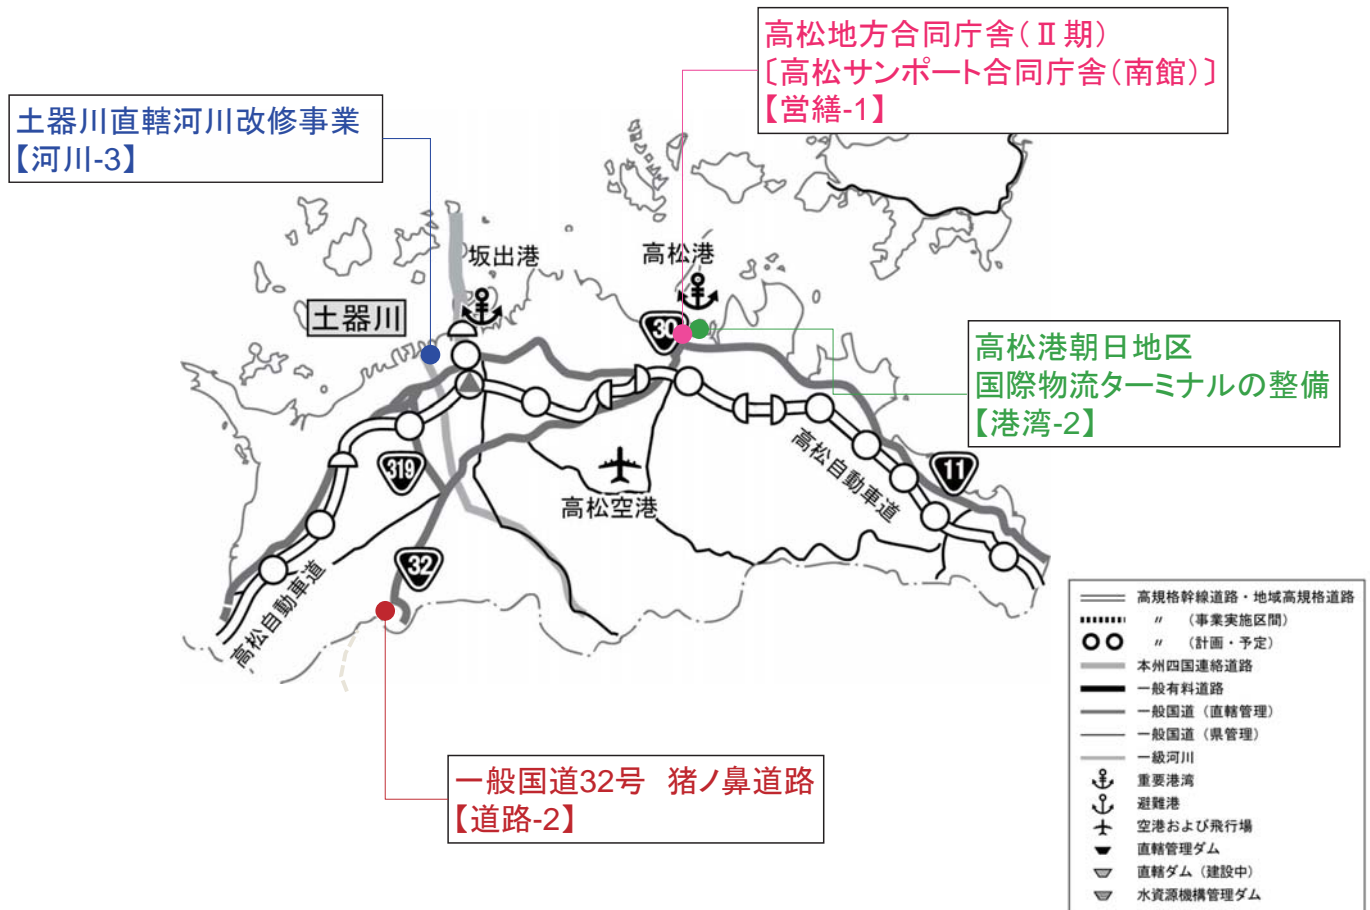 高松地方合同庁舎(Ⅱ期)
〔高松サンポート合同庁舎(南館)〕
【営繕-1】
土器川直轄河川改修事業
【河川-3】
坂出港
高松港
土器川
30
高松港朝日地区
国際物流ターミナルの整備
【港湾-2】
319
高松自動車道
11
高松空港
32
高松自動車道
一般国道32号 猪ノ鼻道路
【道路-2】
高規格幹線道路・地域高規格道路
〃 (事業実施区間)
〃 (計画・予定)
本州四国連絡道路
一般有料道路
一般国道(直轄管理)
一般国道(県管理)
一級河川
重要港湾
避難港
空港および飛行場
直轄管理ダム
直轄ダム(建設中)
水資源機構管理ダム